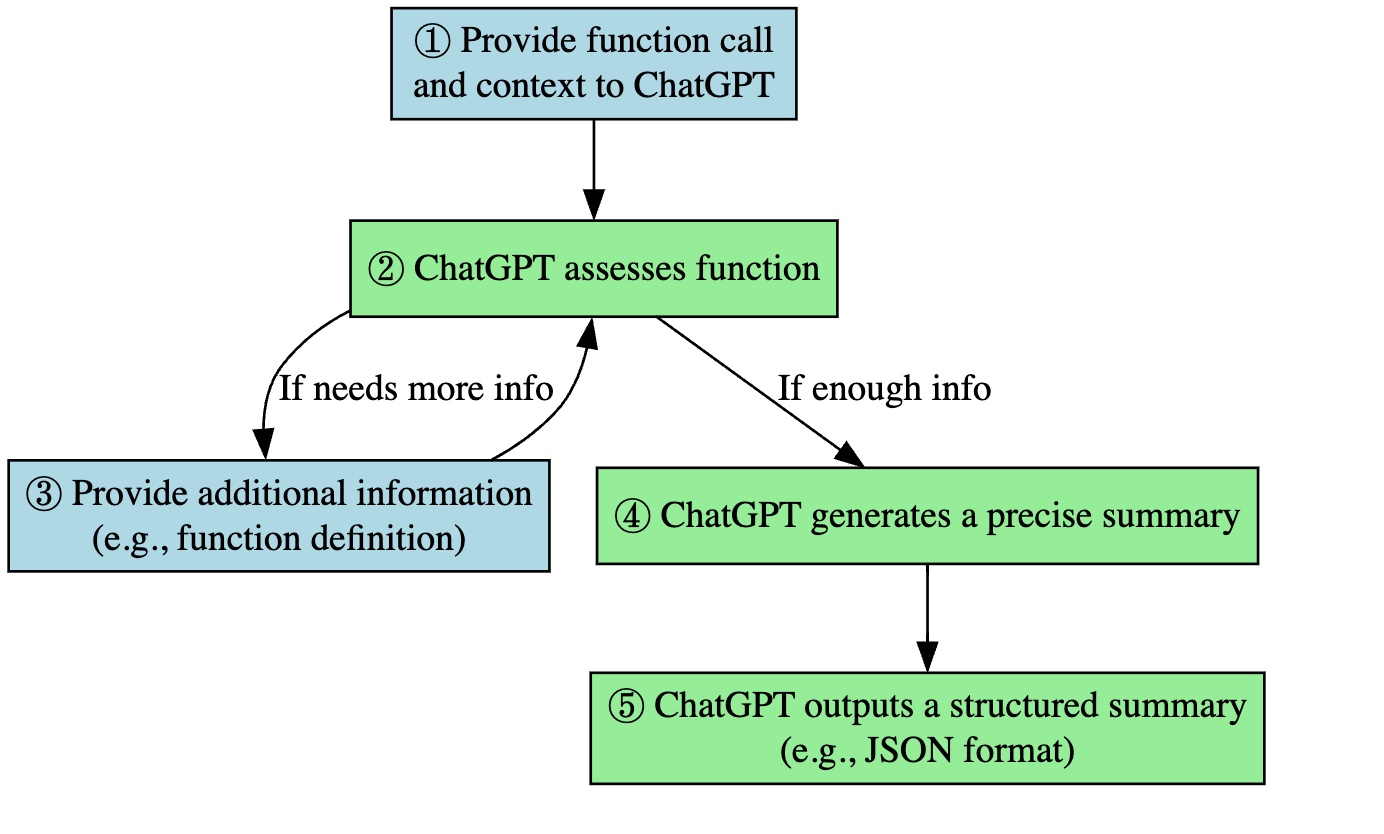 ① Provide function call
and context to ChatGPT
② ChatGPT assesses function
If needs more info
If enough info
③ Provide additional information
(e.g., function definition)
④ ChatGPT generates a precise summary
⑤ ChatGPT outputs a structured summary
(e.g., JSON format)